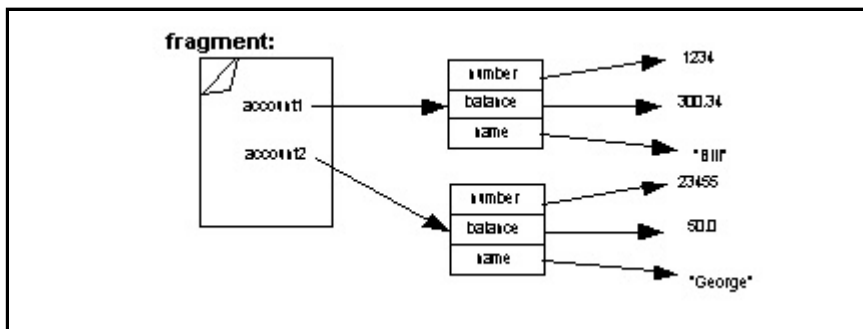 fragment:
account1
account2
number
balance
name
1234
300.34
"Bill"
number
balance
name
23455
50.0
"George"